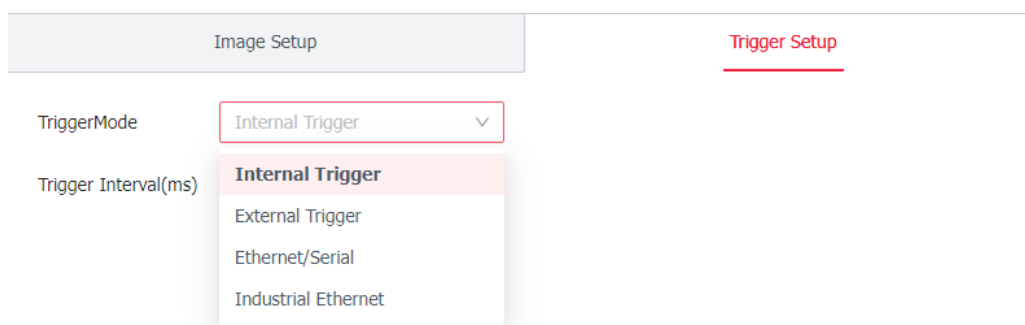 Image Setup
Trigger Setup
TriggerMode
Internal Trigger
Trigger Interval(ms)
Internal Trigger
External Trigger
Ethernet/Serial
Industrial Ethernet